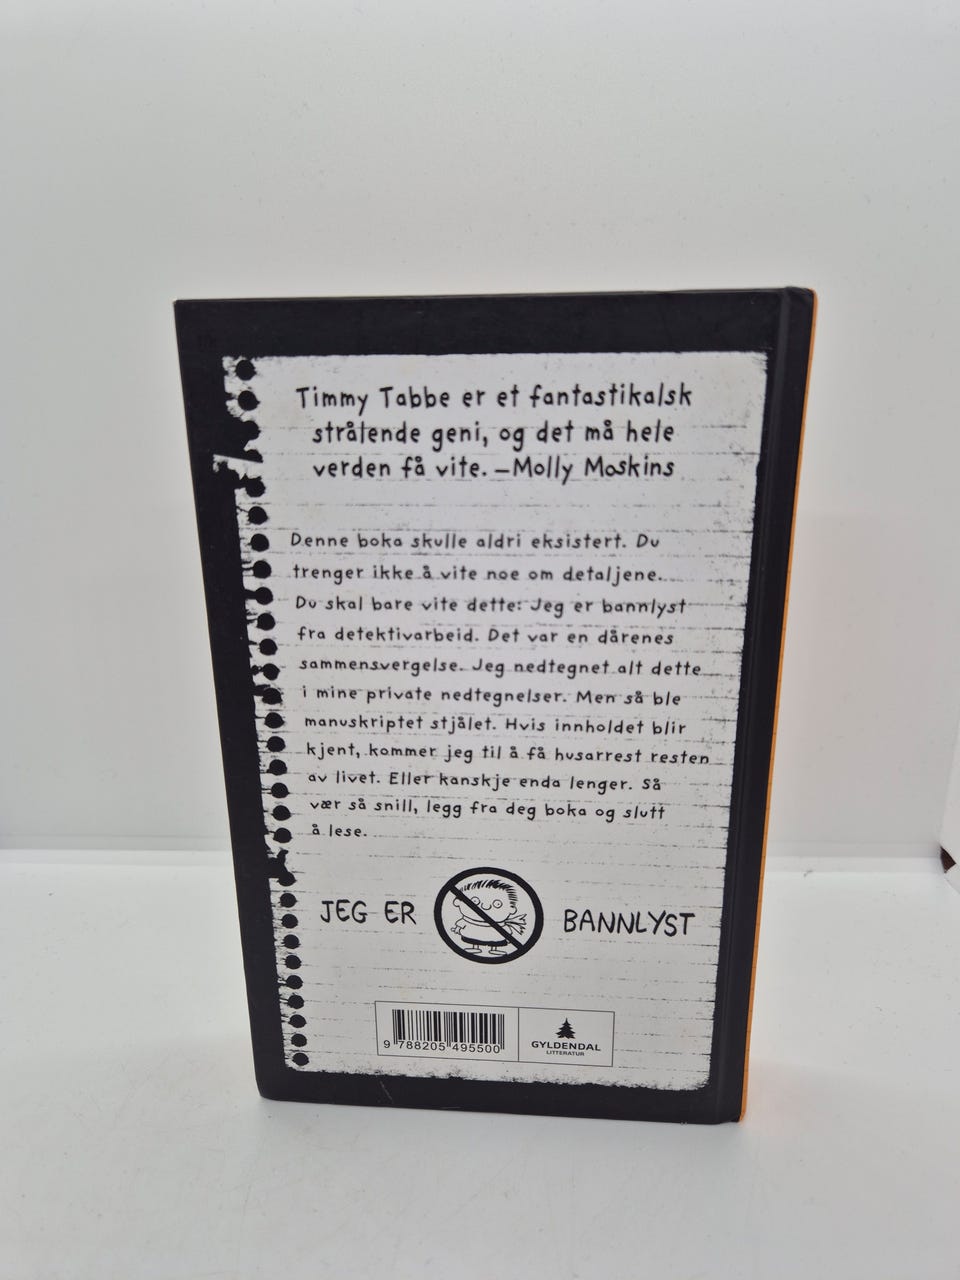 Timmy Tabbe er et fantastikalsk
strålende geni, og det må hele
verden få vite. –Molly Moskins
Denne boka skulle aldri eksistert. Du
trenger ikke å vite noe om detaljene.
Du skal bare vite dette: Jeg er bannlyst
fra detektivarbeid. Det var en dårenes
sammensvergelse. Jeg nedtegnet alt dette
i mine private nedtegnelser. Men så ble
manuskriptet stjålet. Hvis innholdet blir
kjent, kommer jeg til å få husarrest resten
av livet. Eller kanskje enda lenger. Så
vær så snill, legg fra deg boka og slutt
å lese.
JEG ER BANNLYST
9 788205 495500
GYLDENDAL
LITTERATUR